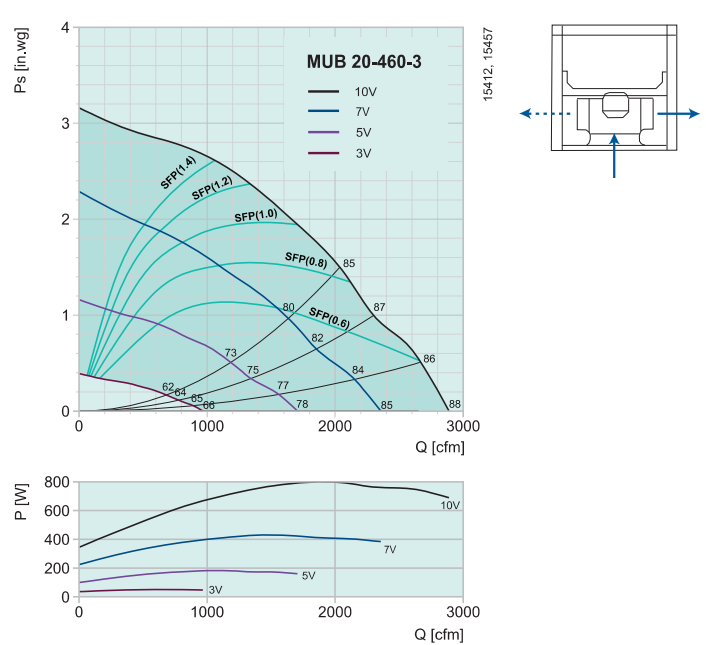 4
3
2
1
0
Ps [in.wg]
MUB 20-460-3
10V
7V
5V
3V
15412, 15457
SFP(1.4)
SFP(1.2)
SFP(1.0)
SFP(0.8)
SFP(0.6)
85
87
86
88
80
82
84
85
73
75
77
78
62
64
65
66
0
1000
2000
3000
Q [cfm]
P [W]
800
600
400
200
0
10V
7V
5V
3V
0
1000
2000
3000
Q [cfm]